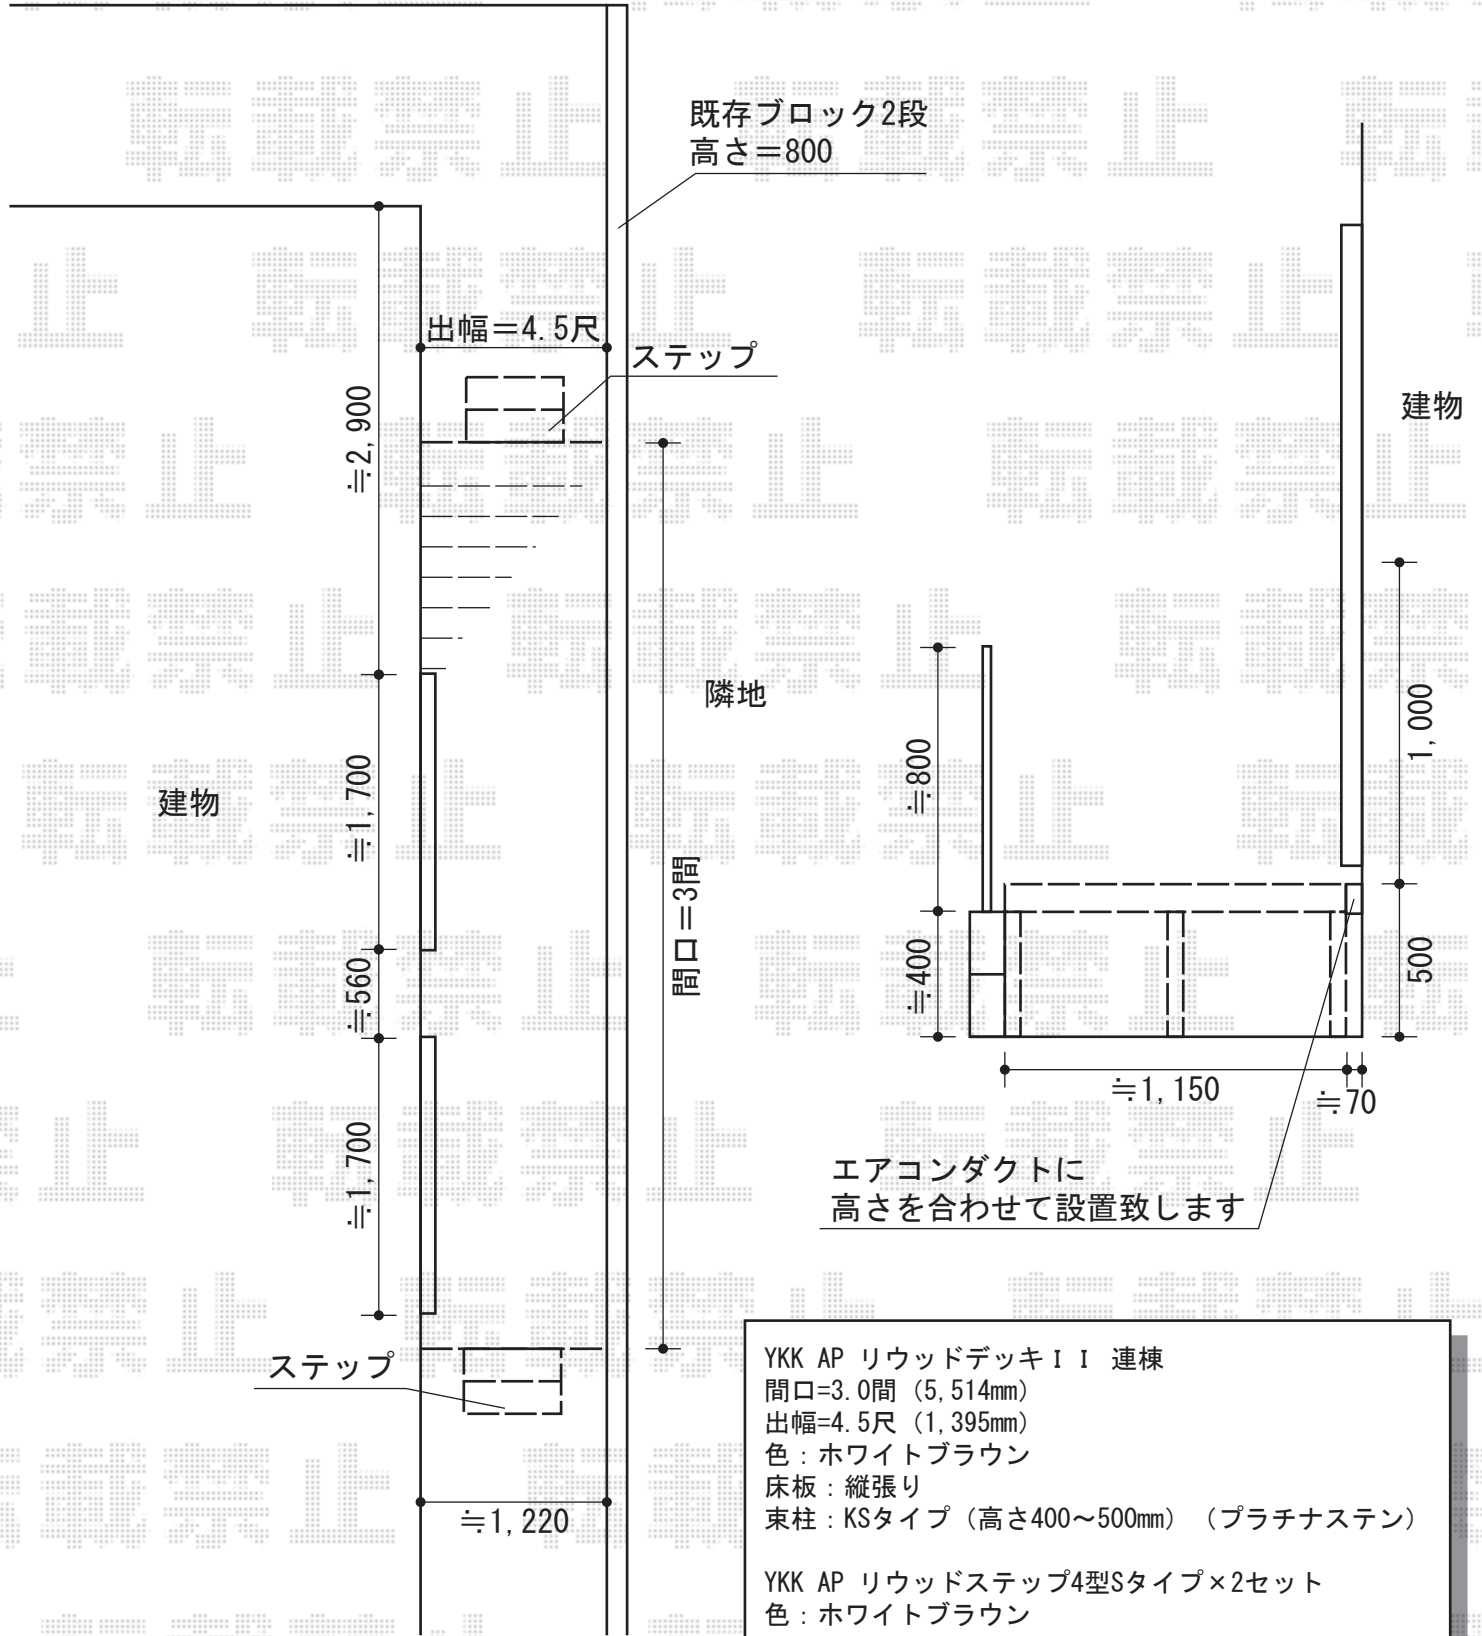 既存ブロック2段
高さ＝800
出幅＝4.5尺
ステップ
≒2,900
建物
隣地
≒1,700
≒800
1,000
建物
間口＝3間
≒560
≒400
500
≒1,150
≒70
≒1,700
エアコンダクトに
高さを合わせて設置致します
ステップ
≒1,220
YKK AP リウッドデッキⅠⅠ 連棟
間口=3.0間（5,514mm）
出幅=4.5尺（1,395mm）
色：ホワイトブラウン
床板：縦張り
束柱：KSタイプ（高さ400～500mm）（プラチナステン）
YKK AP リウッドステップ4型Sタイプ×2セット
色：ホワイトブラウン
転載禁止